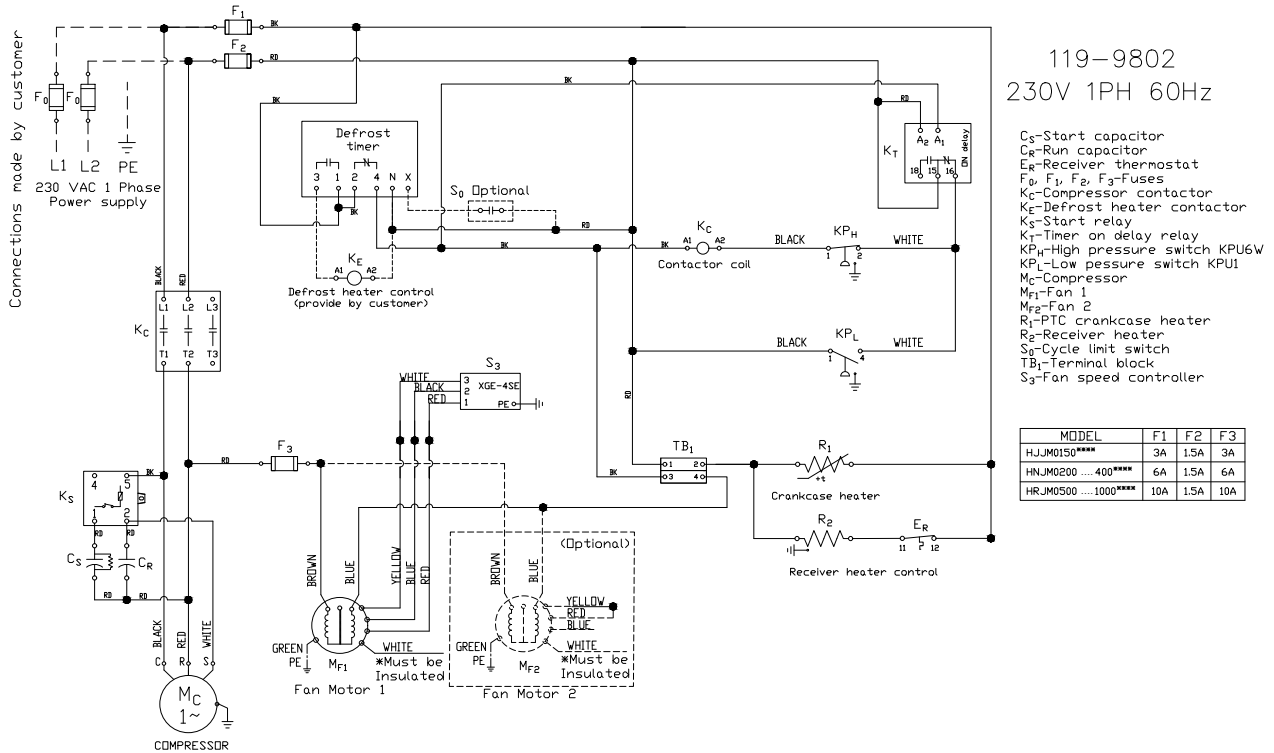 Connections made by customer
F1
BK
F2
RD
F0
F0
L1 L2 PE
230 VAC 1 Phase
Power supply
BLACK
RED
BK
Defrost
timer
3 1 2 4 N X
BK
S0 Optional
RD
BK
KE
A1 A2
Defrost heater control
(provide by customer)
BK
RD
KT
A2 A1
18 15 16
ON delay
BK
KC
A1 A2
Contactor coil
BLACK
KPH
1 2
WHITE
BLACK
KPL
1 4
WHITE
RD
KC
L1 L2 L3
T1 T2 T3
S3
WHITE
BLACK
RED
3
2
1
XGE-4SE
PE
RD
F3
TB1
1 2
3 4
BK
R1
+t
Crankcase heater
R2
ER
11 12
Receiver heater control
KS
4 5
1 2
BK
RD
RD
CS
CR
RD
RD
BLACK
RED
WHITE
C R S
MC
1~
COMPRESSOR
BROWN
BLUE
YELLOW
BLUE
RED
GREEN
PE
MF1
WHITE
*Must be
Insulated
Fan Motor 1
(Optional)
BROWN
BLUE
YELLOW
RED
BLUE
GREEN
PE
MF2
WHITE
*Must be
Insulated
Fan Motor 2
119-9802
230V 1PH 60Hz
CS-Start capacitor
CR-Run capacitor
ER-Receiver thermostat
F0, F1, F2, F3-Fuses
KC-Compressor contactor
KE-Defrost heater contactor
KS-Start relay
KT-Timer on delay relay
KPH-High pressure switch KPU6W
KPL-Low pessure switch KPU1
MC-Compressor
MF1-Fan 1
MF2-Fan 2
R1-PTC crankcase heater
R2-Receiver heater
S0-Cycle limit switch
TB1-Terminal block
S3-Fan speed controller
MODEL F1 F2 F3
HJJM0150**** 3A 1.5A 3A
HNJM0200 .... 400**** 6A 1.5A 6A
HRJM0500 ....1000**** 10A 1.5A 10A